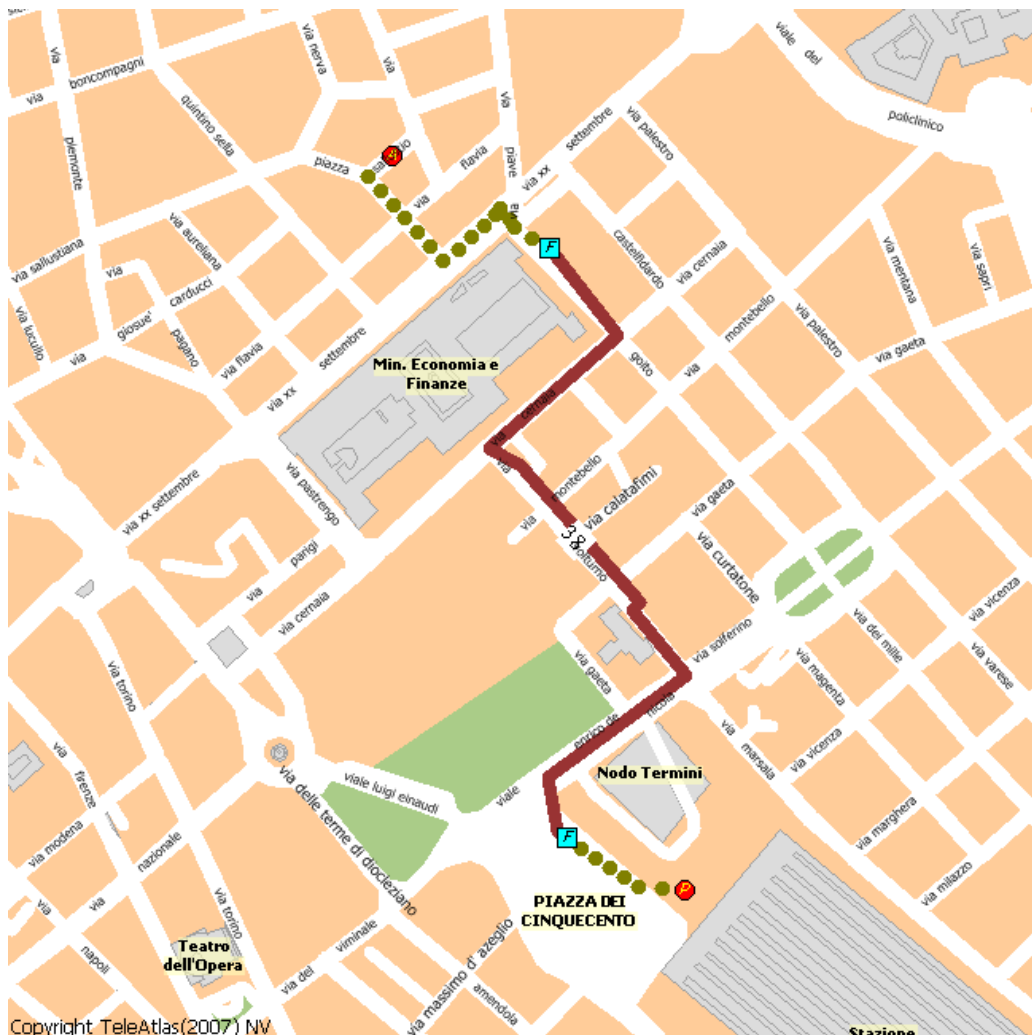 via nerva
via
viale del
via
boncompagni
via
piemonte
quintino sella
via
policlinico
via palestro
settembre
piazza
A
flavia
via
piave
via xx
via
via
via sallustiana
via aureliana
via
F
castelfidardo
via cernaia
via mentana
via sapri
via lucullo
carducci
giosue'
via
pagano
via flavia
settembre
via xx
Min. Economia e
Finanze
goito
montebello
via
via palestro
via gaeta
cernaia
via
via
montebello
via
via calatafimi
via gaeta
38
volturno
via curtatone
via xx settembre
via pastrengo
parigi
via
via cernaia
via vicenza
via solferino
via dei mille
via varese
via magenta
via gaeta
nicola
enrico de
viale
via torino
via
firenze
via marsala
via vicenza
Nodo Termini
viale luigi einaudi
via delle terme di diocleziano
F
via marghera
via modena
nazionale
via
via milazzo
P
PIAZZA DEI
CINQUECENTO
via torino
Teatro
dell'Opera
napoli
via
viminale
via del
via massimo d' azeglio
amendola
Copyright TeleAtlas(2007) NV
Stazione